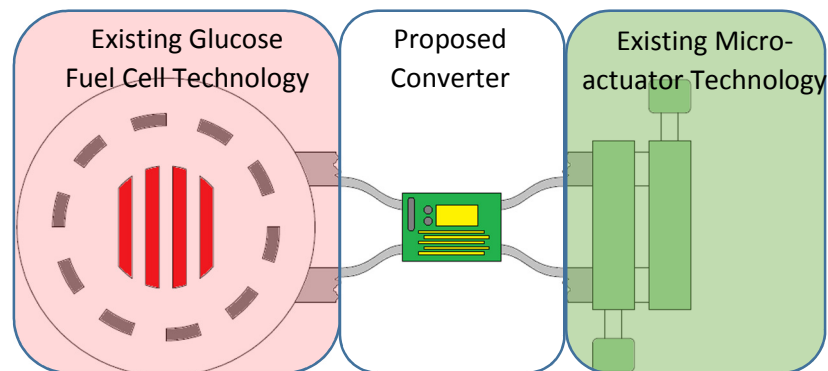 Existing Glucose
Fuel Cell Technology
Proposed
Converter
Existing Micro-
actuator Technology